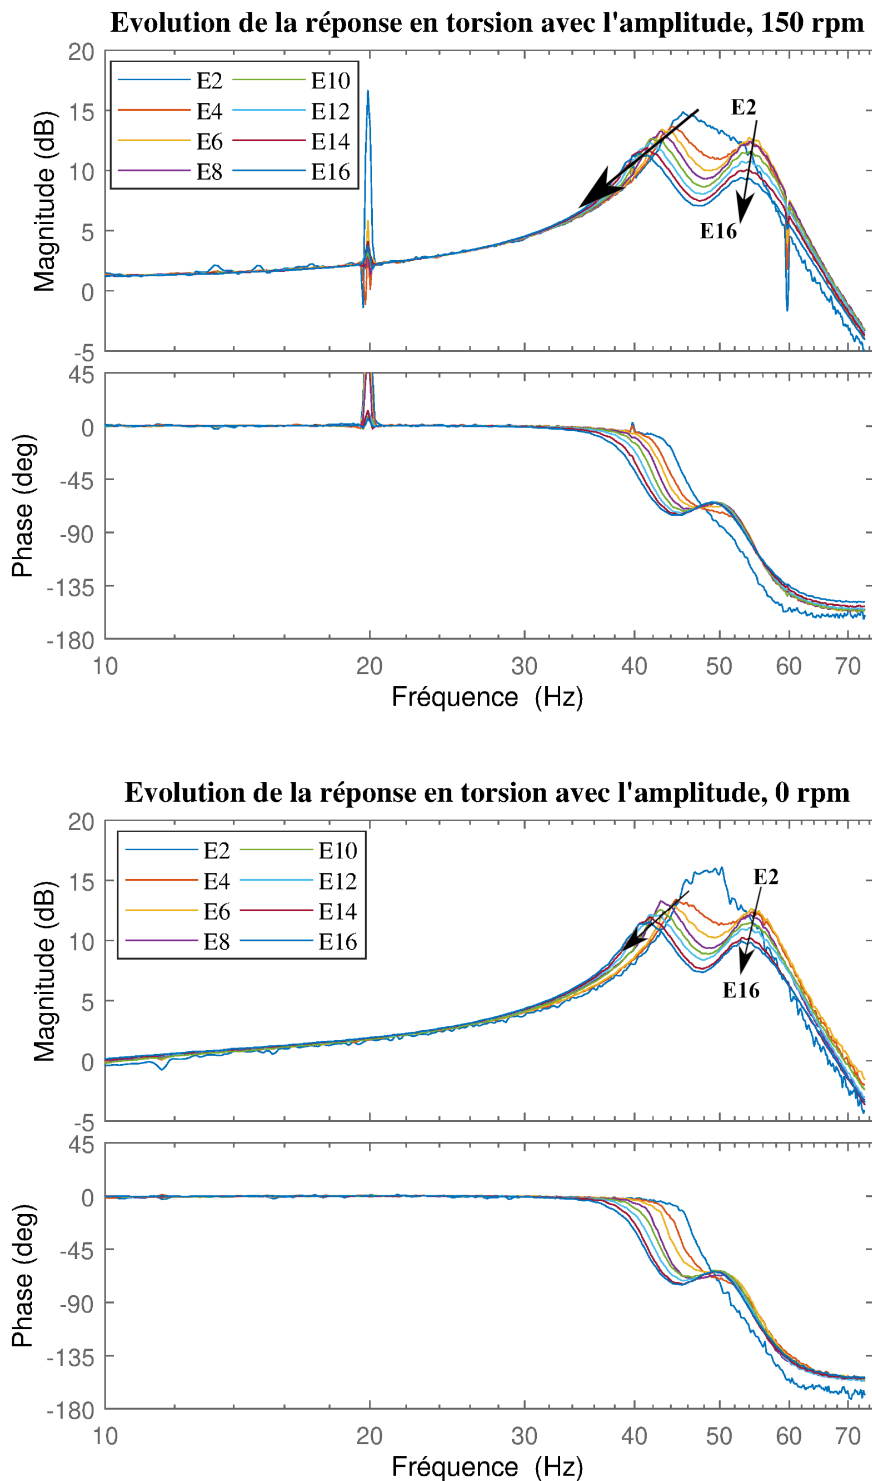 Evolution de la réponse en torsion avec l'amplitude, 150 rpm
20
15
10
5
0
-5
Magnitude (dB)
E2 E10
E4 E12
E6 E14
E8 E16
E2
E16
45
0
-45
-90
-135
-180
Phase (deg)
10 20 30 40 50 60 70
Fréquence (Hz)
Evolution de la réponse en torsion avec l'amplitude, 0 rpm
20
15
10
5
0
-5
Magnitude (dB)
E2 E10
E4 E12
E6 E14
E8 E16
E2
E16
45
0
-45
-90
-135
-180
Phase (deg)
10 20 30 40 50 60 70
Fréquence (Hz)